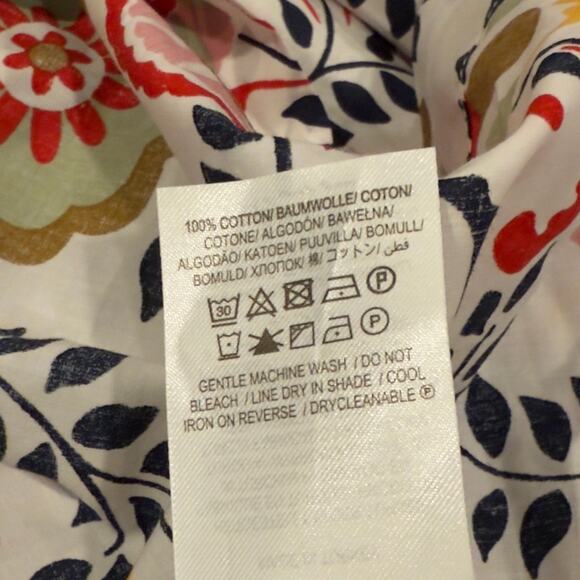 100% COTTON/ BAUMWOLLE/ COTON/
COTONE/ ALGODÓN/ BAWEŁNA/
ALGODÃO/ KATOEN/ PUUVILLA/ BOMULL/
BOMULD/ ХЛОПОК/ 棉/ コットン/ قطن
30 P
P
GENTLE MACHINE WASH / DO NOT
BLEACH / LINE DRY IN SHADE / COOL
IRON ON REVERSE / DRYCLEANABLE Ⓟ